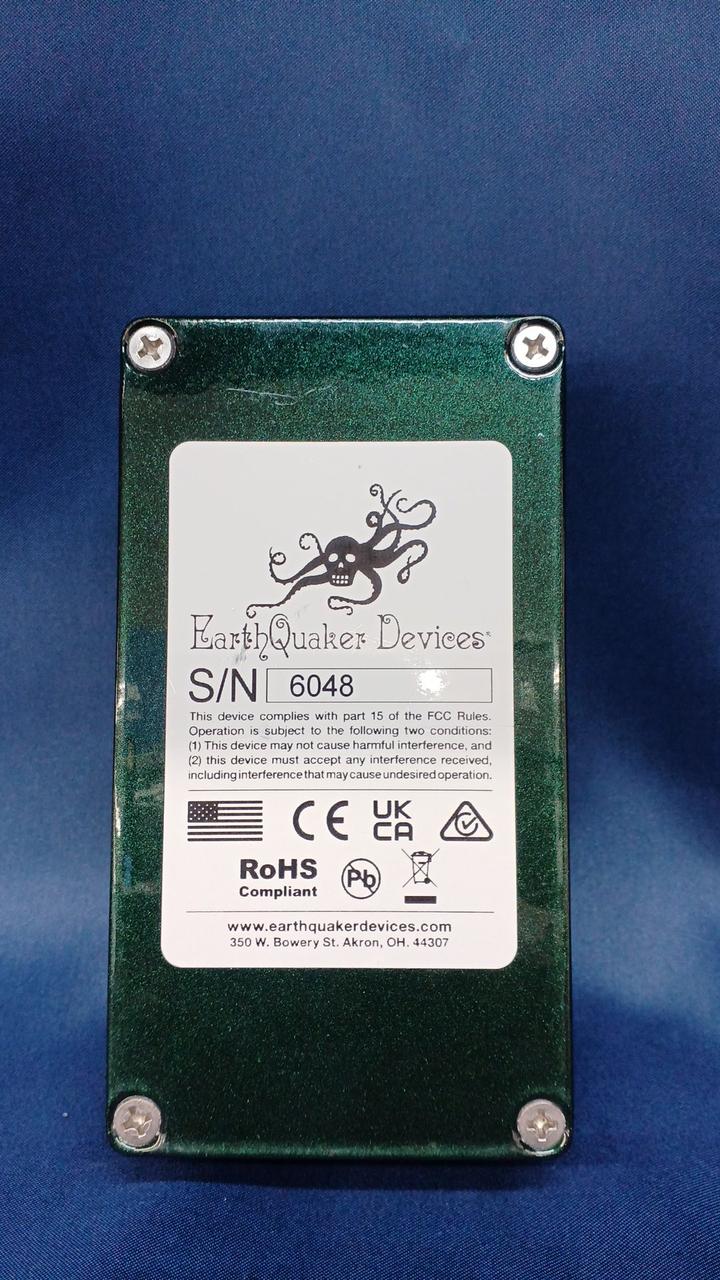 EarthQuaker Devices
S/N 6048
This device complies with part 15 of the FCC Rules.
Operation is subject to the following two conditions:
(1) This device may not cause harmful interference, and
(2) this device must accept any interference received,
including interference that may cause undesired operation.
CE UK
CA
RoHS
Compliant
Pb
www.earthquakerdevices.com
350 W. Bowery St. Akron, OH. 44307